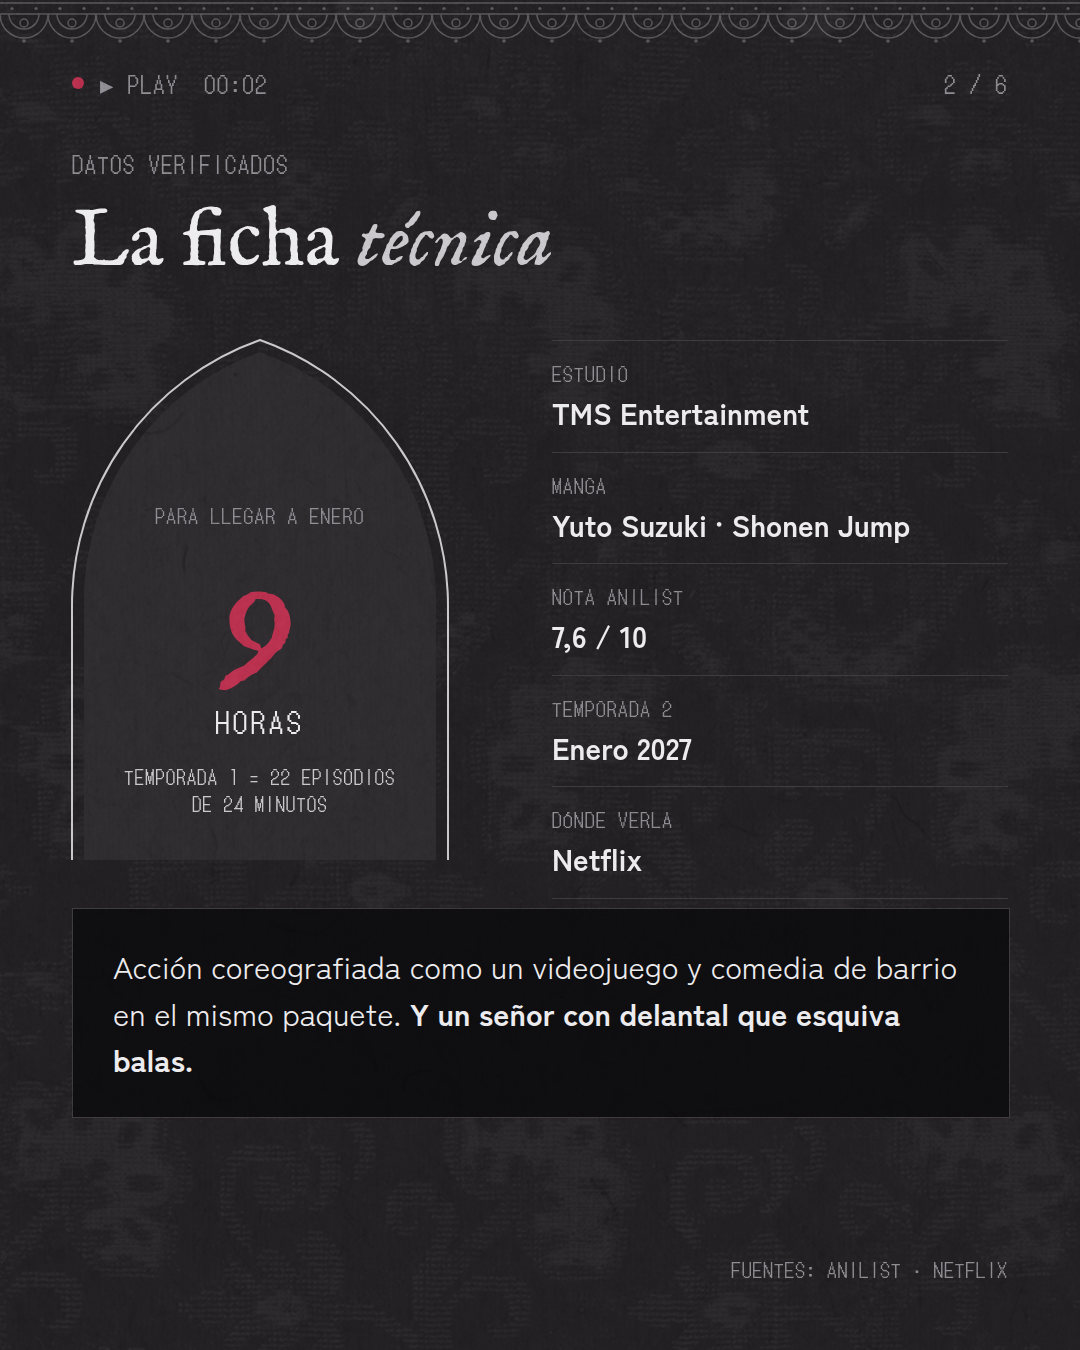 ▶ PLAY 00:02
2 / 6
DATOS VERIFICADOS
La ficha técnica
PARA LLEGAR A ENERO
9
HORAS
TEMPORADA 1 = 22 EPISODIOS
DE 24 MINUTOS
ESTUDIO
TMS Entertainment
MANGA
Yuto Suzuki · Shonen Jump
NOTA ANILIST
7,6 / 10
TEMPORADA 2
Enero 2027
DÓNDE VERLA
Netflix
Acción coreografiada como un videojuego y comedia de barrio
en el mismo paquete. Y un señor con delantal que esquiva
balas.
FUENTES: ANILIST · NETFLIX